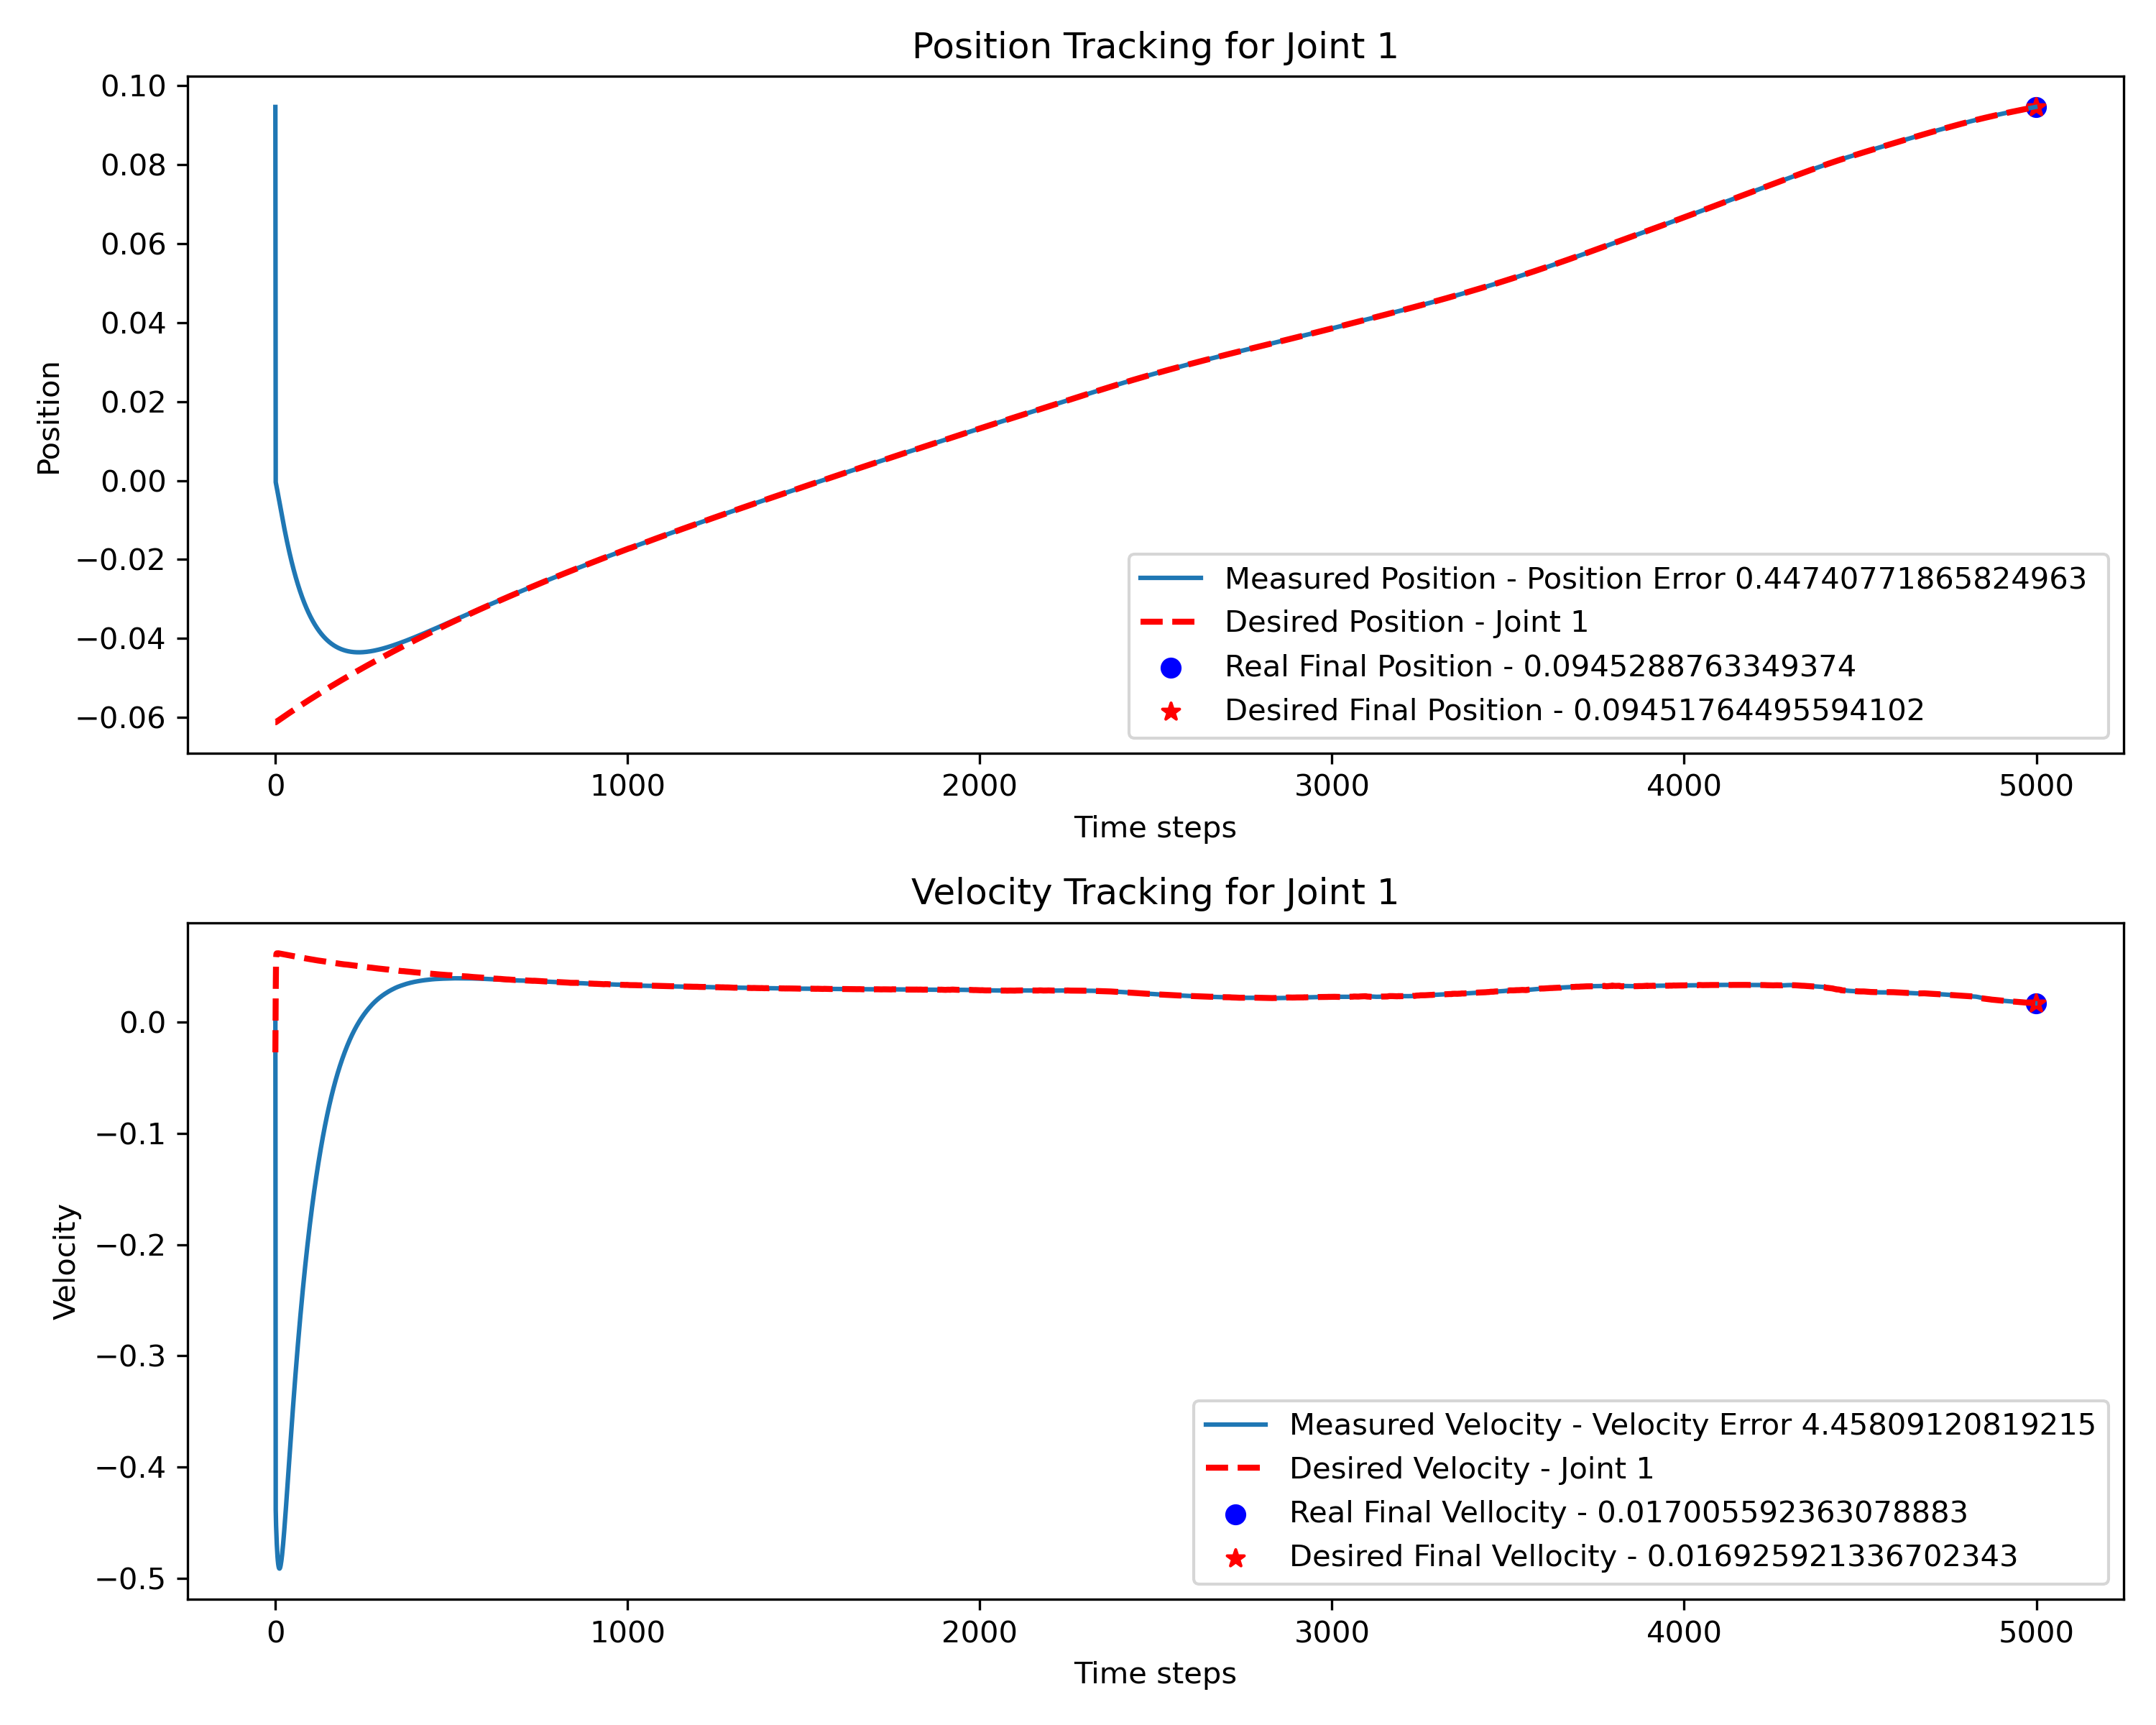 Position Tracking for Joint 1
0.10
0.08
0.06
0.04
0.02
0.00
−0.02
−0.04
−0.06
Position
Measured Position - Position Error 0.44740771865824963
Desired Position - Joint 1
Real Final Position - 0.0945288763349374
Desired Final Position - 0.09451764495594102
0 1000 2000 3000 4000 5000
Time steps
Velocity Tracking for Joint 1
0.0
−0.1
−0.2
−0.3
−0.4
−0.5
Velocity
Measured Velocity - Velocity Error 4.45809120819215
Desired Velocity - Joint 1
Real Final Vellocity - 0.017005592363078883
Desired Final Vellocity - 0.016925921336702343
0 1000 2000 3000 4000 5000
Time steps